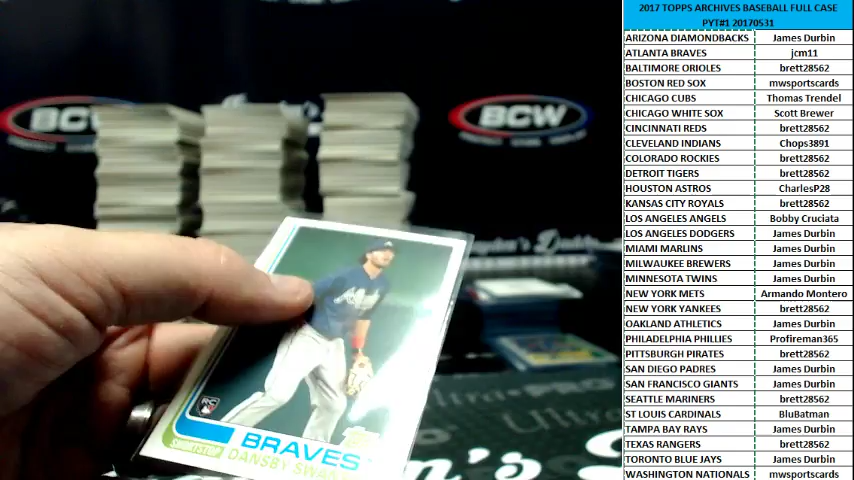 2017 TOPPS ARCHIVES BASEBALL FULL CASE
PYT#1 20170531
ARIZONA DIAMONDBACKS James Durbin
ATLANTA BRAVES jcm11
BALTIMORE ORIOLES brett28562
BOSTON RED SOX mwsportscards
CHICAGO CUBS Thomas Trendel
CHICAGO WHITE SOX Scott Brewer
CINCINNATI REDS brett28562
CLEVELAND INDIANS Chops3891
COLORADO ROCKIES brett28562
DETROIT TIGERS brett28562
HOUSTON ASTROS CharlesP28
KANSAS CITY ROYALS brett28562
LOS ANGELES ANGELS Bobby Cruciata
LOS ANGELES DODGERS James Durbin
MIAMI MARLINS James Durbin
MILWAUKEE BREWERS James Durbin
MINNESOTA TWINS James Durbin
NEW YORK METS Armando Montero
NEW YORK YANKEES brett28562
OAKLAND ATHLETICS James Durbin
PHILADELPHIA PHILLIES Profireman365
PITTSBURGH PIRATES brett28562
SAN DIEGO PADRES James Durbin
SAN FRANCISCO GIANTS James Durbin
SEATTLE MARINERS brett28562
ST LOUIS CARDINALS BluBatman
TAMPA BAY RAYS James Durbin
TEXAS RANGERS brett28562
TORONTO BLUE JAYS James Durbin
WASHINGTON NATIONALS mwsportscards
BCW
BCW
RC
BRAVES
SHORTSTOP DANSBY